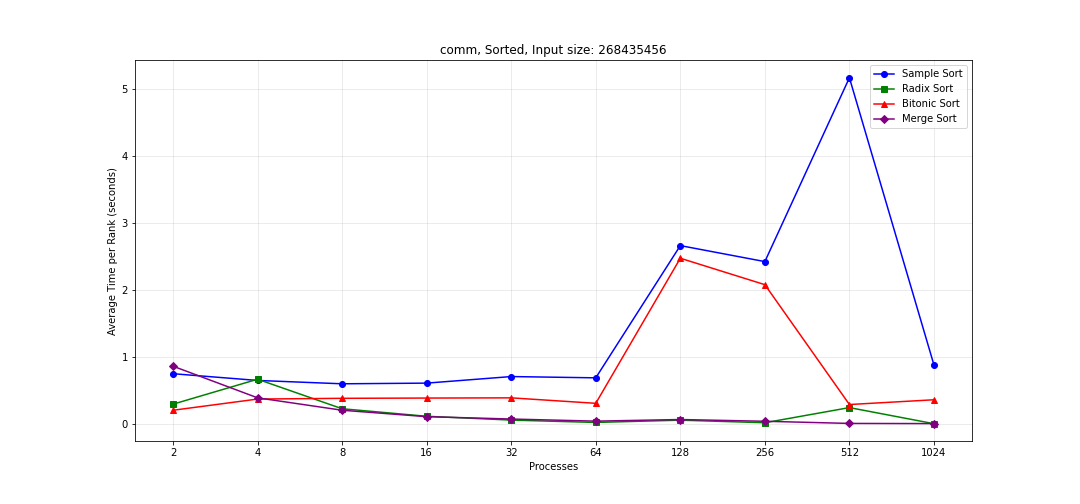 comm, Sorted, Input size: 268435456
Sample Sort
Radix Sort
Bitonic Sort
Merge Sort
Average Time per Rank (seconds)
5
4
3
2
1
0
2 4 8 16 32 64 128 256 512 1024
Processes